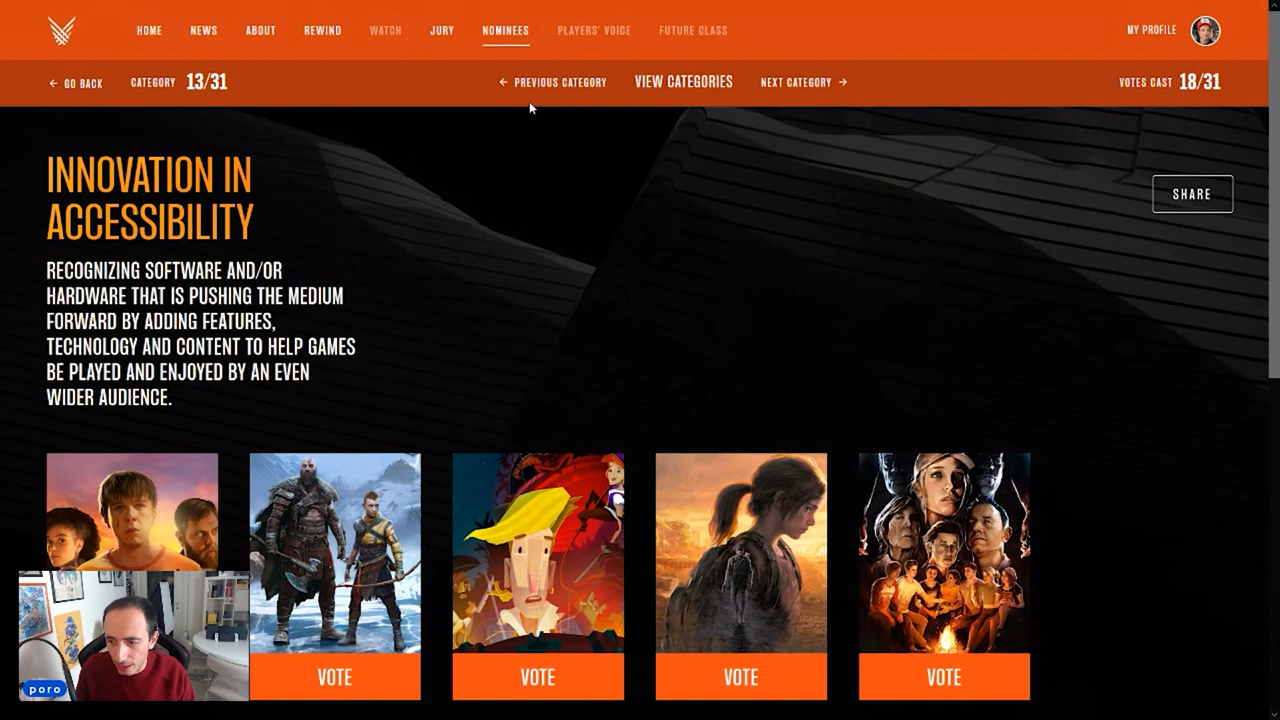 HOME NEWS ABOUT REWIND WATCH JURY NOMINEES PLAYERS' VOICE FUTURE CLASS MY PROFILE
← GO BACK CATEGORY 13/31 ← PREVIOUS CATEGORY VIEW CATEGORIES NEXT CATEGORY → VOTES CAST 18/31
INNOVATION IN
ACCESSIBILITY
SHARE
RECOGNIZING SOFTWARE AND/OR
HARDWARE THAT IS PUSHING THE MEDIUM
FORWARD BY ADDING FEATURES,
TECHNOLOGY AND CONTENT TO HELP GAMES
BE PLAYED AND ENJOYED BY AN EVEN
WIDER AUDIENCE.
VOTE VOTE VOTE VOTE
poro